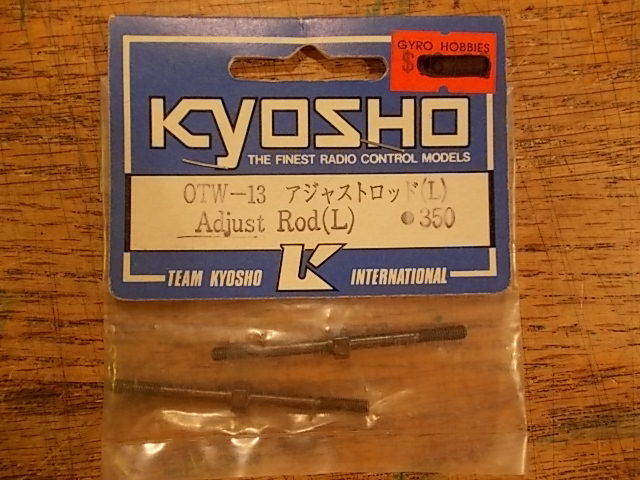 GYRO HOBBIES
$
KYOSHO
THE FINEST RADIO CONTROL MODELS
OTW-13 アジャストロッド(L)
Adjust Rod(L) ●350
TEAM KYOSHO K INTERNATIONAL